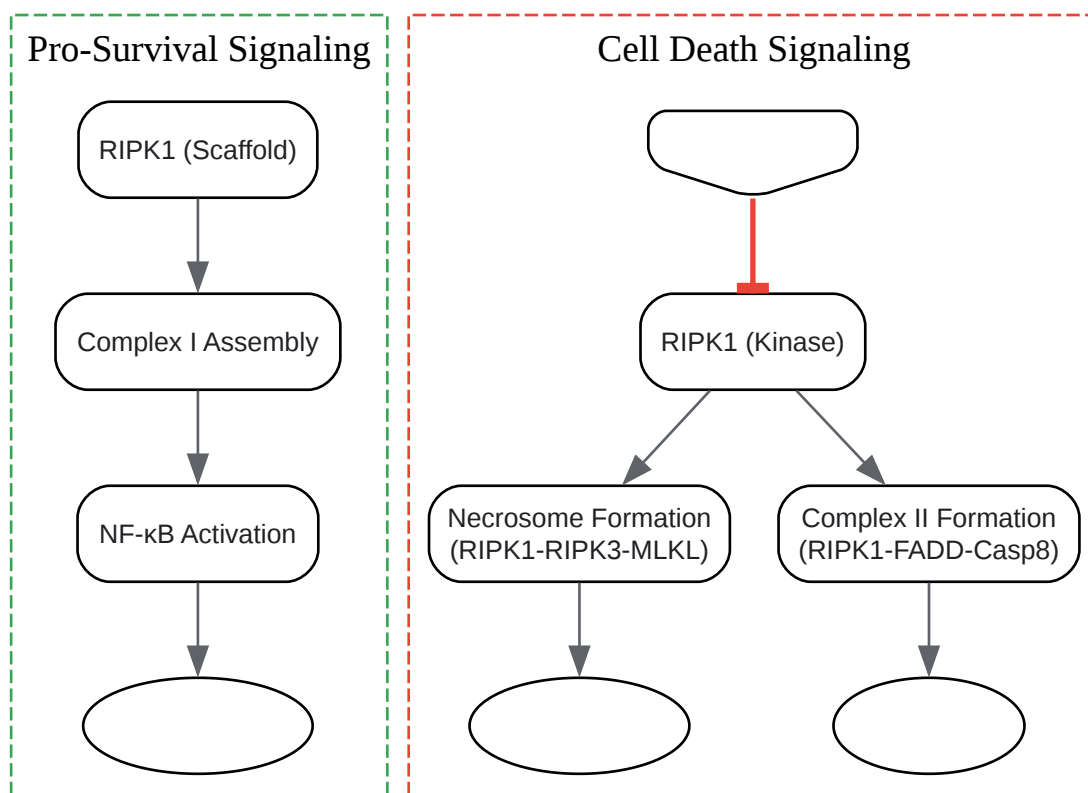 Pro-Survival Signaling
RIPK1 (Scaffold)
Complex I Assembly
NF-κB Activation
Cell Death Signaling
RIPK1 (Kinase)
Necrosome Formation
(RIPK1-RIPK3-MLKL)
Complex II Formation
(RIPK1-FADD-Casp8)